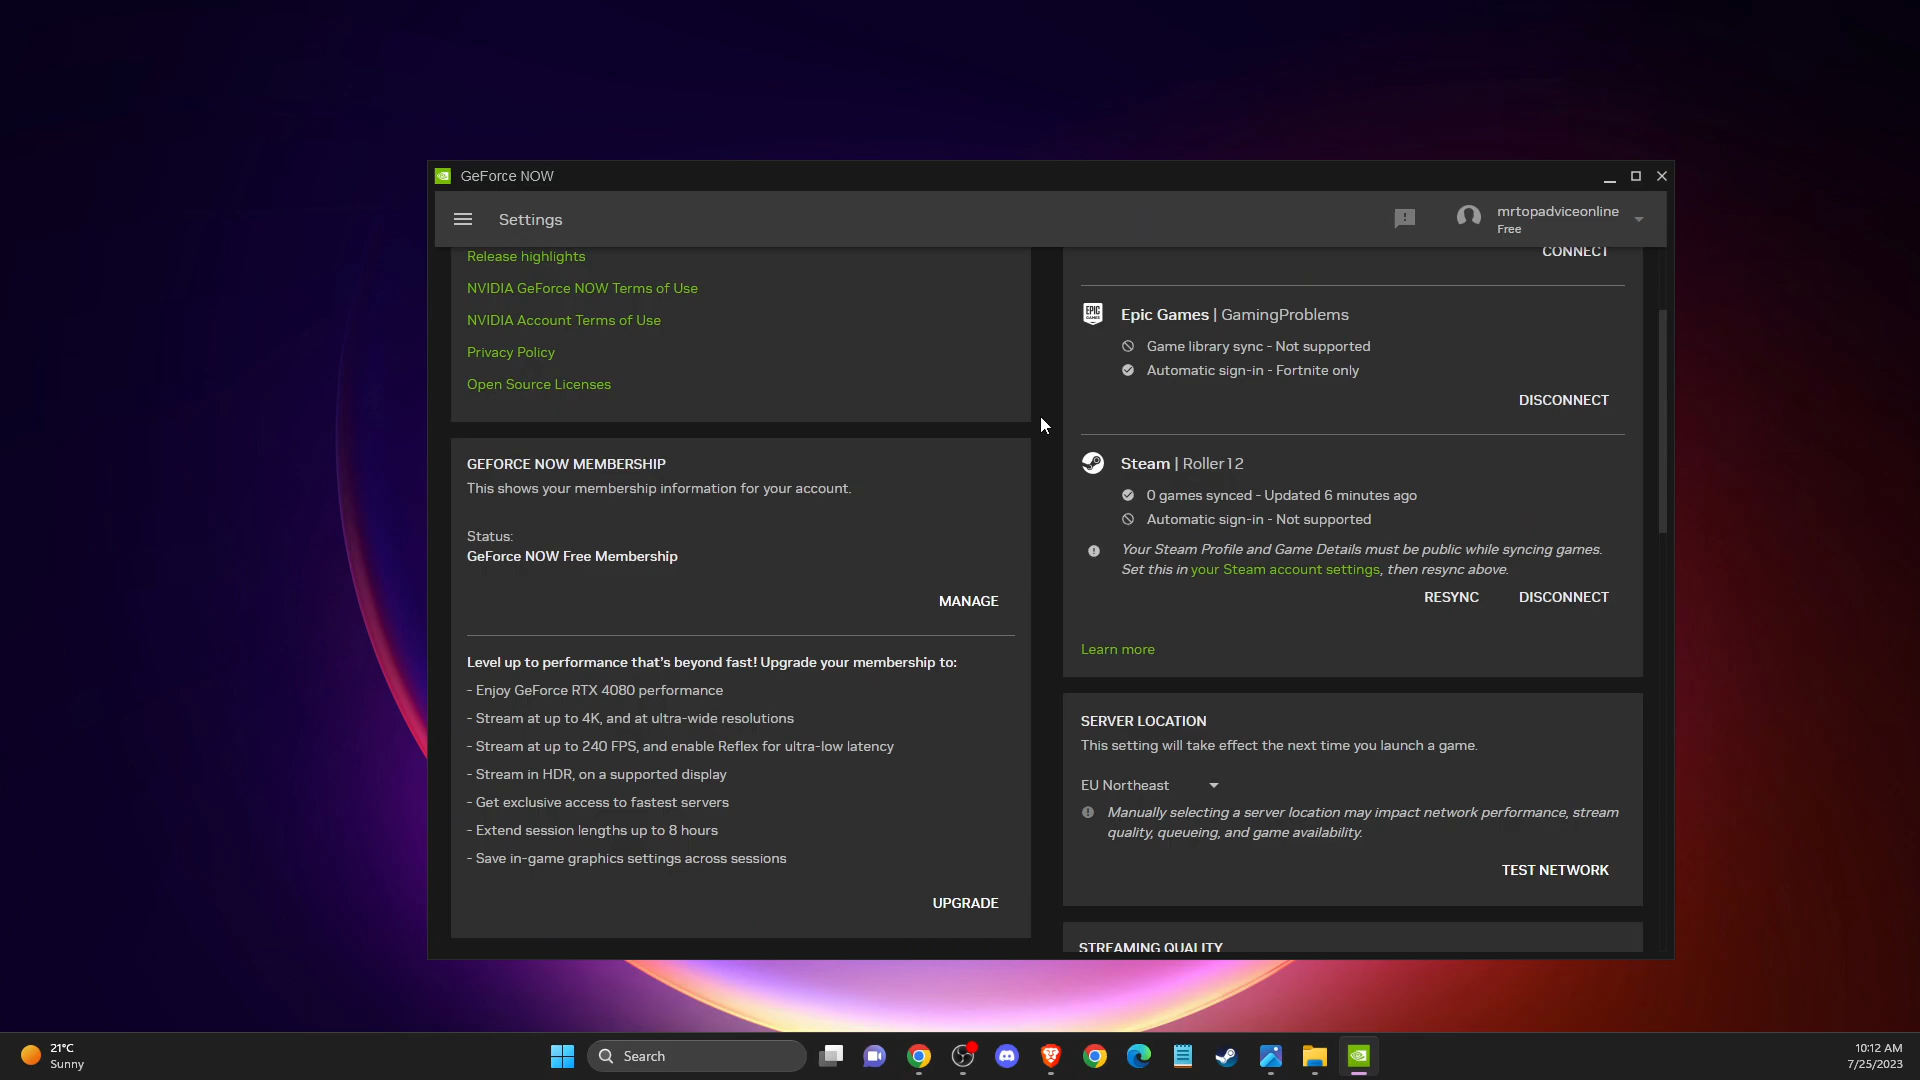 GeForce NOW
Settings
mrtopadviceonline
Free
Release highlights
NVIDIA GeForce NOW Terms of Use
NVIDIA Account Terms of Use
Privacy Policy
Open Source Licenses
GEFORCE NOW MEMBERSHIP
This shows your membership information for your account.
Status:
GeForce NOW Free Membership
MANAGE
Level up to performance that's beyond fast! Upgrade your membership to:
- Enjoy GeForce RTX 4080 performance
- Stream at up to 4K, and at ultra-wide resolutions
- Stream at up to 240 FPS, and enable Reflex for ultra-low latency
- Stream in HDR, on a supported display
- Get exclusive access to fastest servers
- Extend session lengths up to 8 hours
- Save in-game graphics settings across sessions
UPGRADE
CONNECT
EPIC GAMES
Epic Games | GamingProblems
Game library sync - Not supported
Automatic sign-in - Fortnite only
DISCONNECT
Steam | Roller12
0 games synced - Updated 6 minutes ago
Automatic sign-in - Not supported
Your Steam Profile and Game Details must be public while syncing games.
Set this in your Steam account settings, then resync above.
RESYNC DISCONNECT
Learn more
SERVER LOCATION
This setting will take effect the next time you launch a game.
EU Northeast
Manually selecting a server location may impact network performance, stream
quality, queueing, and game availability.
TEST NETWORK
STREAMING QUALITY
21°C
Sunny
Search
10:12 AM
7/25/2023